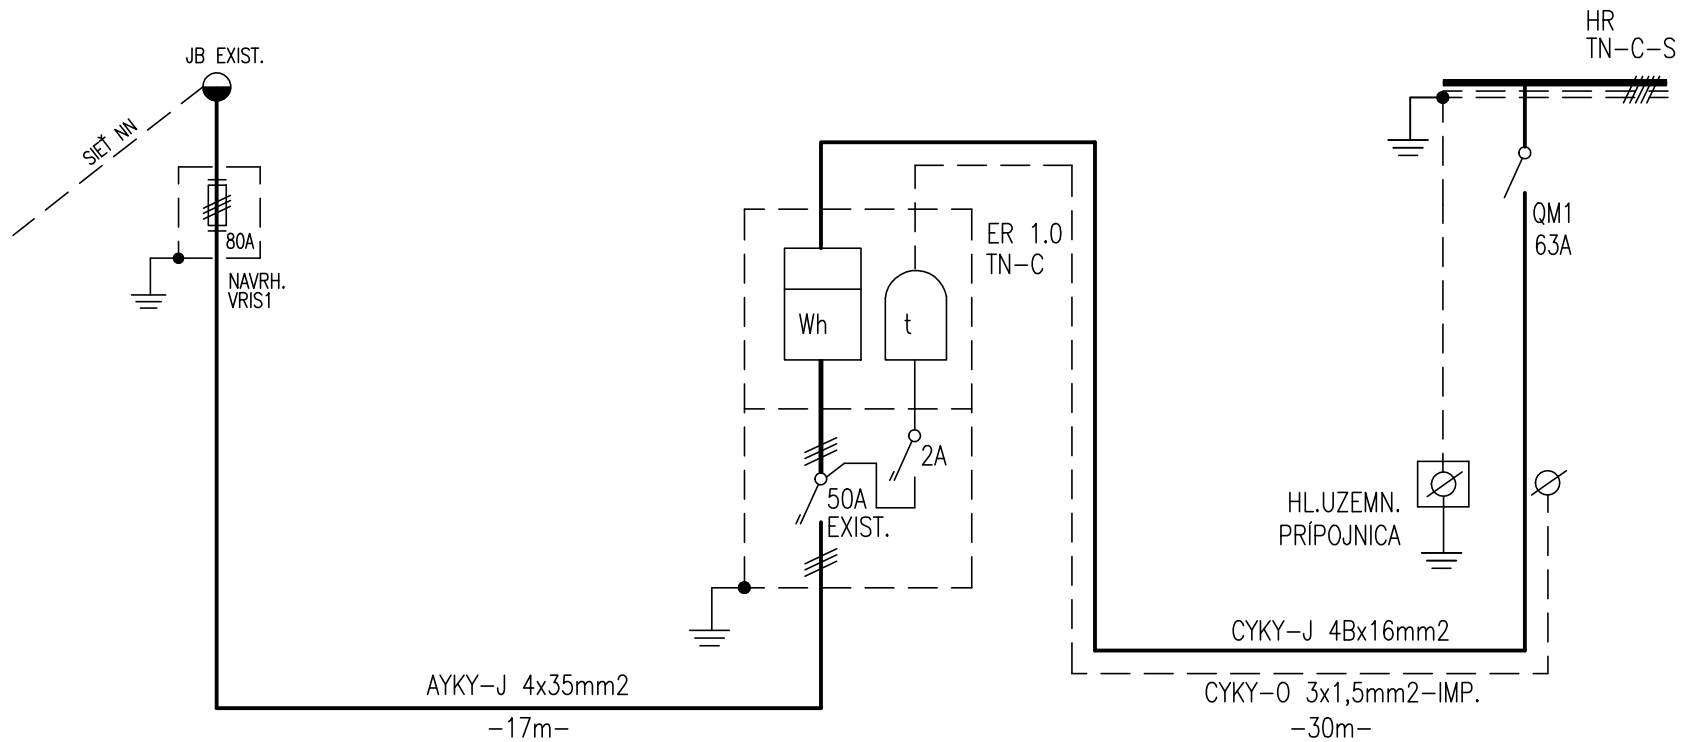 JB EXIST.
SIEŤ NN
80A
NAVRH.
VRIS1
ER 1.0
TN-C
Wh
t
2A
50A
EXIST.
AYKY-J 4x35mm2
-17m-
HR
TN-C-S
QM1
63A
HL.UZEMN.
PRÍPOJNICA
CYKY-J 4Bx16mm2
CYKY-O 3x1,5mm2-IMP.
-30m-